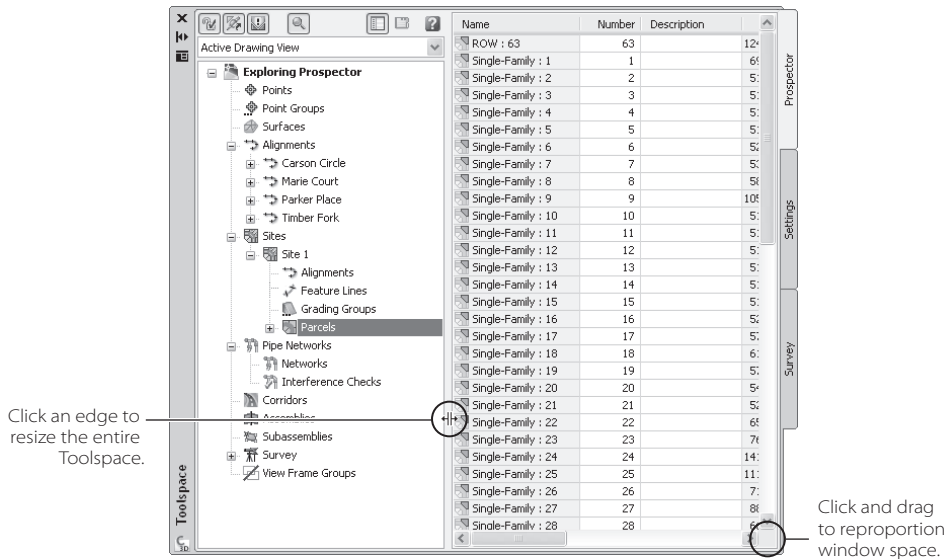 Active Drawing View
Exploring Prospector
Points
Point Groups
Surfaces
Alignments
Carson Circle
Marie Court
Parker Place
Timber Fork
Sites
Site 1
Alignments
Feature Lines
Grading Groups
Parcels
Pipe Networks
Networks
Interference Checks
Corridors
Assemblies
Subassemblies
Survey
View Frame Groups
Toolspace
Name Number Description
ROW : 63 63
Single-Family : 1 1
Single-Family : 2 2
Single-Family : 3 3
Single-Family : 4 4
Single-Family : 5 5
Single-Family : 6 6
Single-Family : 7 7
Single-Family : 8 8
Single-Family : 9 9
Single-Family : 10 10
Single-Family : 11 11
Single-Family : 12 12
Single-Family : 13 13
Single-Family : 14 14
Single-Family : 15 15
Single-Family : 16 16
Single-Family : 17 17
Single-Family : 18 18
Single-Family : 19 19
Single-Family : 20 20
Single-Family : 21 21
Single-Family : 22 22
Single-Family : 23 23
Single-Family : 24 24
Single-Family : 25 25
Single-Family : 26 26
Single-Family : 27 27
Single-Family : 28 28
Prospector
Settings
Survey
Click an edge to
resize the entire
Toolspace.
Click and drag
to reproportion
window space.